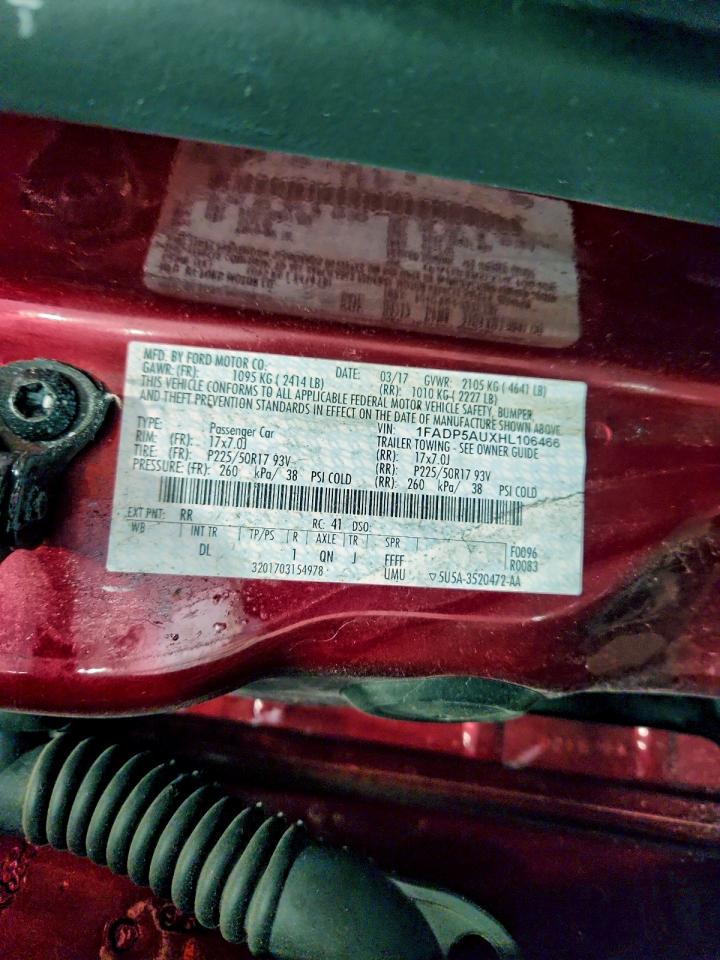 MFD. BY FORD MOTOR CO.
DATE: 03/17 GVWR: 2105 KG ( 4641 LB)
GAWR: (FR): 1095 KG ( 2414 LB) (RR): 1010 KG ( 2227 LB)
THIS VEHICLE CONFORMS TO ALL APPLICABLE FEDERAL MOTOR VEHICLE SAFETY, BUMPER,
AND THEFT PREVENTION STANDARDS IN EFFECT ON THE DATE OF MANUFACTURE SHOWN ABOVE.
VIN: 1FADP5AUXHL106466
TYPE: Passenger Car TRAILER TOWING - SEE OWNER GUIDE
RIM: (FR): 17x7.0J (RR): 17x7.0J
TIRE: (FR): P225/50R17 93V (RR): P225/50R17 93V
PRESSURE: (FR): 260 kPa/ 38 PSI COLD (RR): 260 kPa/ 38 PSI COLD
EXT PNT: RR RC: 41 DSO:
WB INT TR TP/PS R AXLE TR SPR F0096
DL 1 QN J FFFF R0083
3201703154978 UMU ▽5U5A-3520472-AA